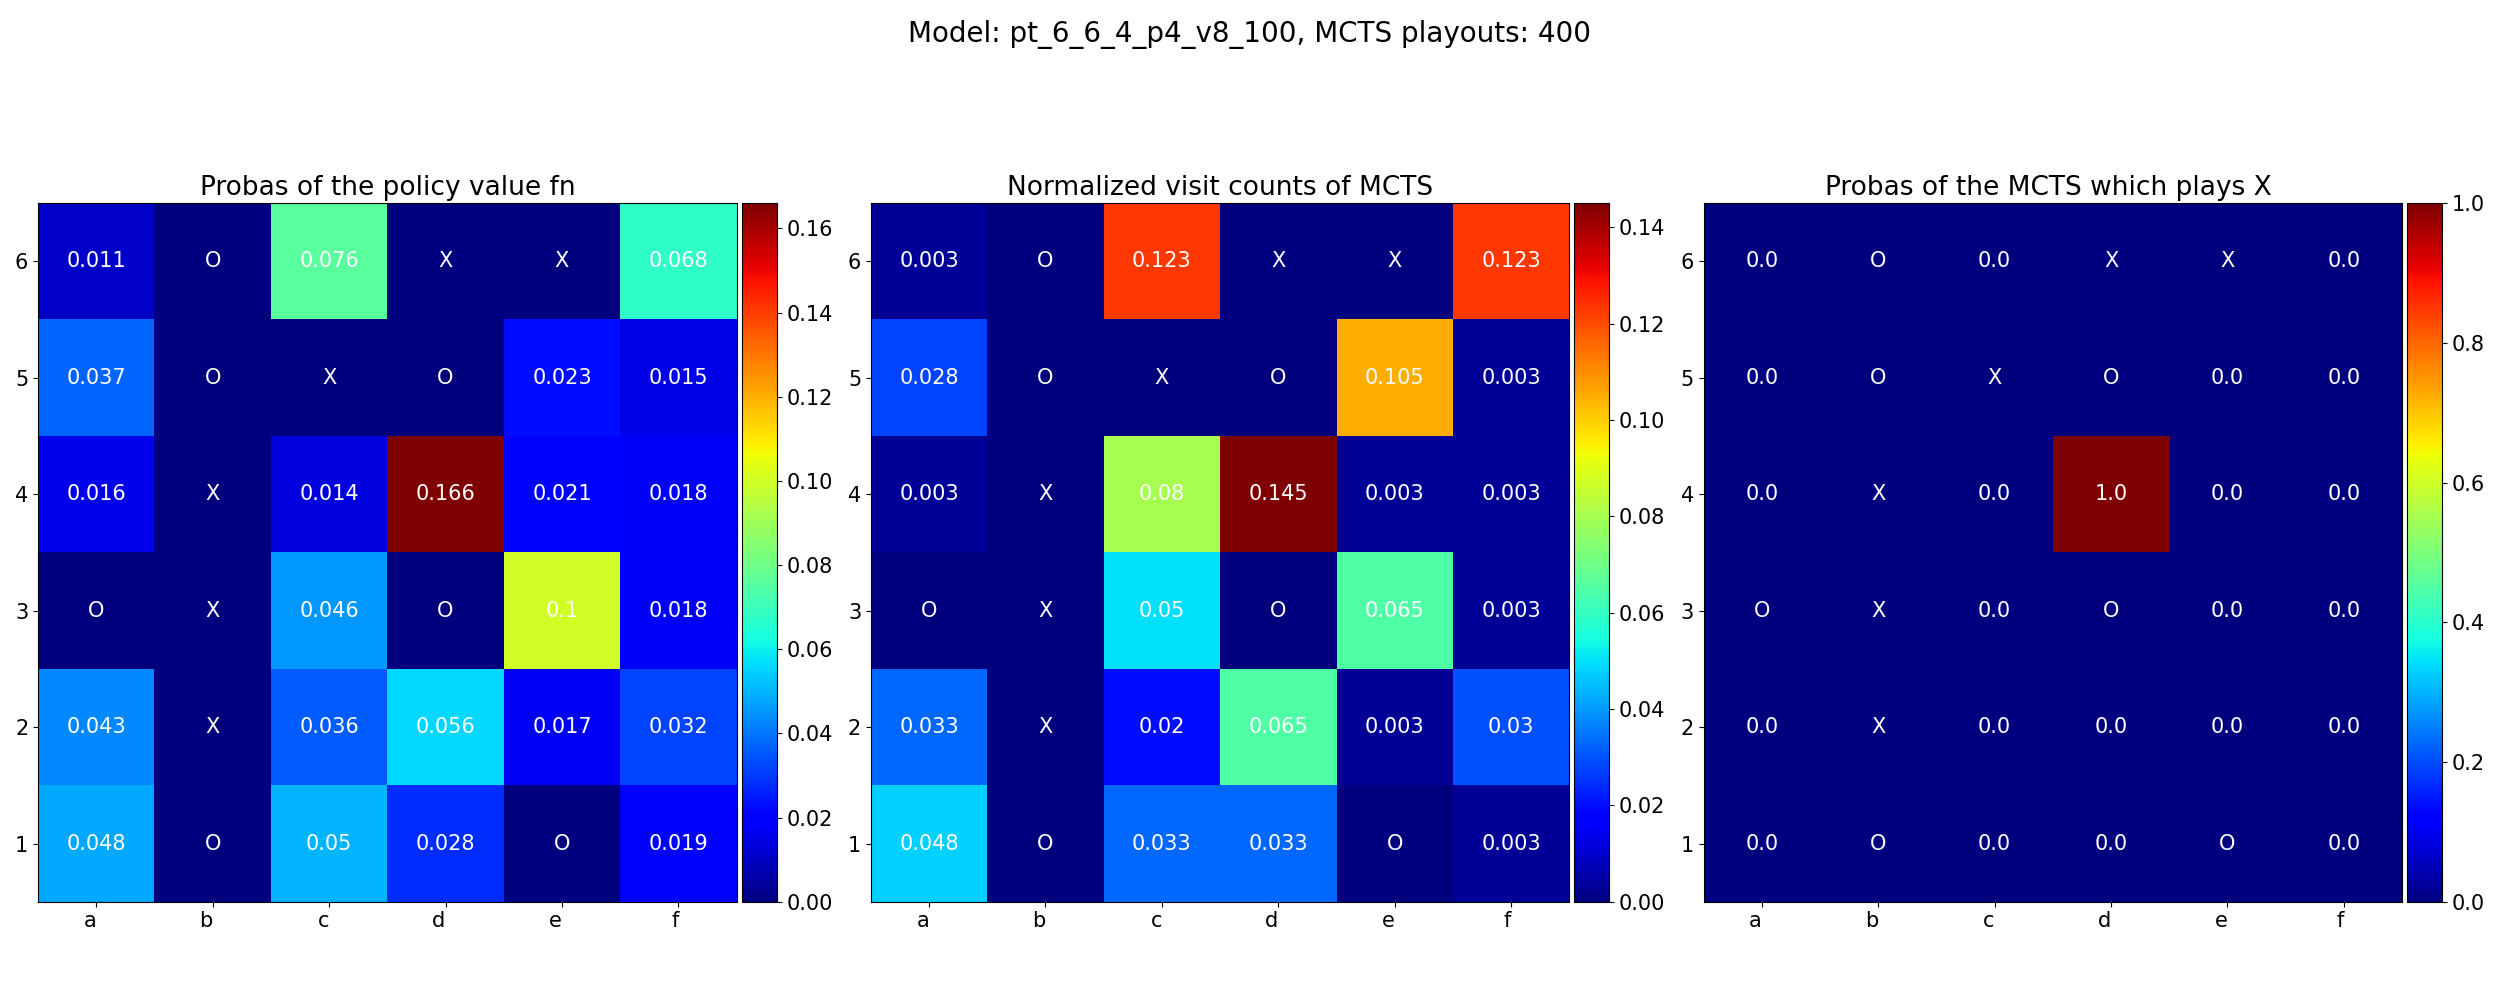 Model: pt_6_6_4_p4_v8_100, MCTS playouts: 400
Probas of the policy value fn
6 0.011 O 0.076 X X 0.068
5 0.037 O X O 0.023 0.015
4 0.016 X 0.014 0.166 0.021 0.018
3 O X 0.046 O 0.1 0.018
2 0.043 X 0.036 0.056 0.017 0.032
1 0.048 O 0.05 0.028 O 0.019
a b c d e f
0.16
0.14
0.12
0.10
0.08
0.06
0.04
0.02
0.00
Normalized visit counts of MCTS
6 0.003 O 0.123 X X 0.123
5 0.028 O X O 0.105 0.003
4 0.003 X 0.08 0.145 0.003 0.003
3 O X 0.05 O 0.065 0.003
2 0.033 X 0.02 0.065 0.003 0.03
1 0.048 O 0.033 0.033 O 0.003
a b c d e f
0.14
0.12
0.10
0.08
0.06
0.04
0.02
0.00
Probas of the MCTS which plays X
6 0.0 O 0.0 X X 0.0
5 0.0 O X O 0.0 0.0
4 0.0 X 0.0 1.0 0.0 0.0
3 O X 0.0 O 0.0 0.0
2 0.0 X 0.0 0.0 0.0 0.0
1 0.0 O 0.0 0.0 O 0.0
a b c d e f
1.0
0.8
0.6
0.4
0.2
0.0